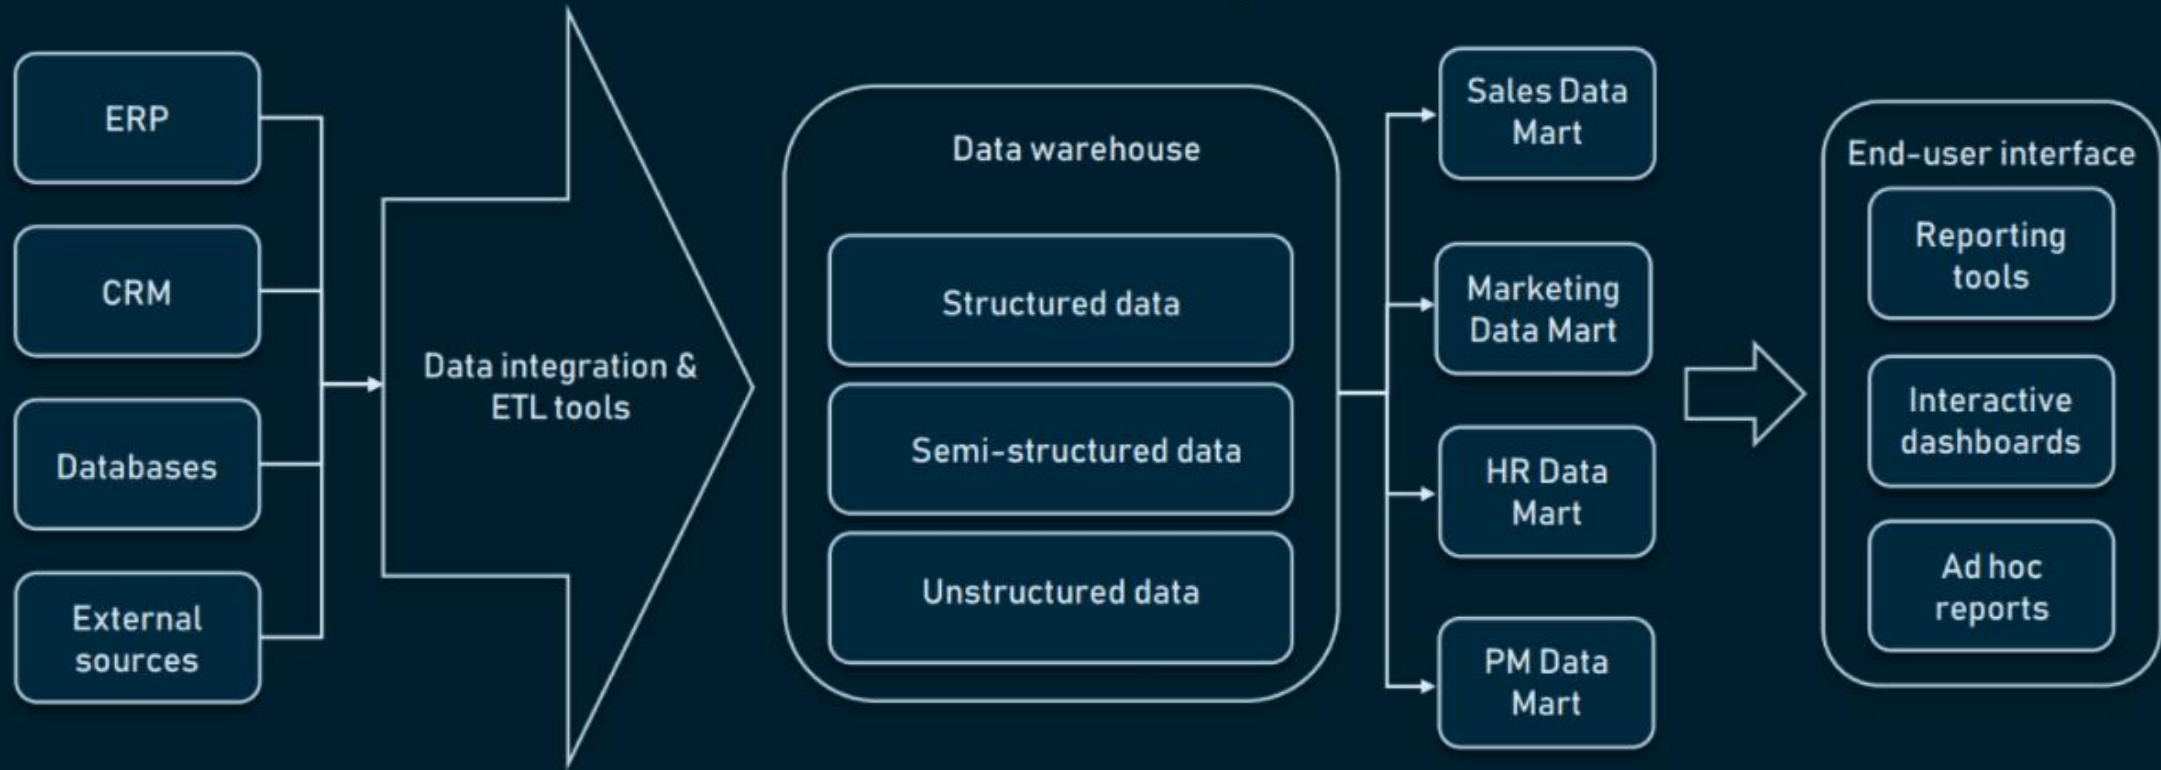 ERP
CRM
Databases
External
sources
Data integration &
ETL tools
Data warehouse
Structured data
Semi-structured data
Unstructured data
Sales Data
Mart
Marketing
Data Mart
HR Data
Mart
PM Data
Mart
End-user interface
Reporting
tools
Interactive
dashboards
Ad hoc
reports